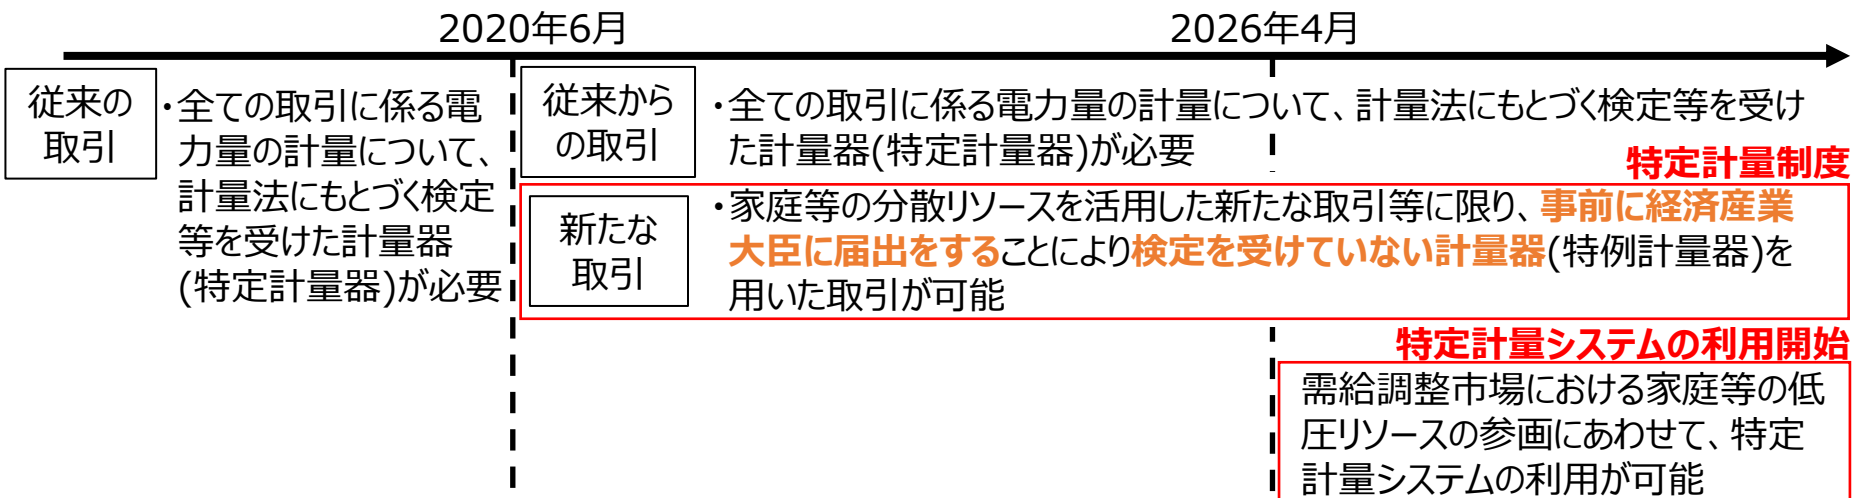 2020年6月
2026年4月
従来の
取引
・全ての取引に係る電
力量の計量について、
計量法にもとづく検定
等を受けた計量器
(特定計量器)が必要
従来から
の取引
・全ての取引に係る電力量の計量について、計量法にもとづく検定等を受け
た計量器(特定計量器)が必要
特定計量制度
新たな
取引
・家庭等の分散リソースを活用した新たな取引等に限り、事前に経済産業
大臣に届出をすることにより検定を受けていない計量器(特例計量器)を
用いた取引が可能
特定計量システムの利用開始
需給調整市場における家庭等の低
圧リソースの参画にあわせて、特定
計量システムの利用が可能